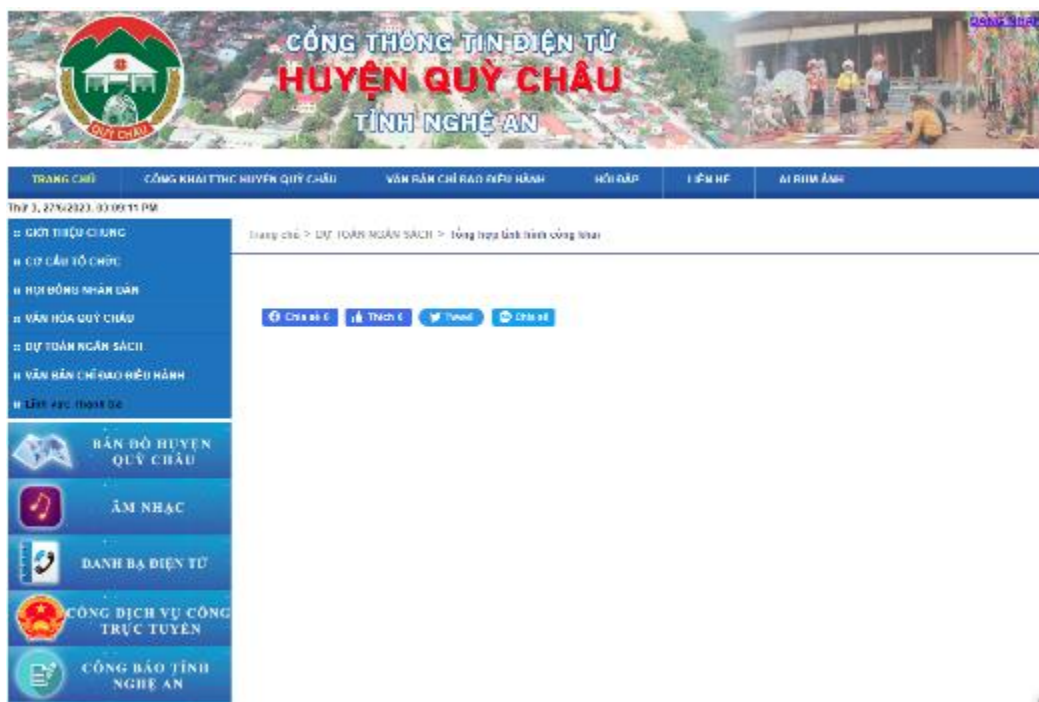 CỔNG THÔNG TIN ĐIỆN TỬ
HUYỆN QUỲ CHÂU
TỈNH NGHỆ AN
QUỲ CHÂU
ĐĂNG NHẬP
TRANG CHỦ CÔNG KHAI TTHC HUYỆN QUỲ CHÂU VĂN BẢN CHỈ ĐẠO ĐIỀU HÀNH HỎI ĐÁP LIÊN HỆ ALBUM ẢNH
Thứ 3, 27/6/2023, 03:09:11 PM
:: GIỚI THIỆU CHUNG
Trang chủ > DỰ TOÁN NGÂN SÁCH > Tổng hợp tình hình công khai
:: CƠ CẤU TỔ CHỨC
:: HỘI ĐỒNG NHÂN DÂN
:: VĂN HÓA QUỲ CHÂU
Chia sẻ 0 Thích 0 Tweet Chia sẻ
:: DỰ TOÁN NGÂN SÁCH
:: VĂN BẢN CHỈ ĐẠO ĐIỀU HÀNH
:: Lĩnh vực
BẢN ĐỒ HUYỆN
QUỲ CHÂU
ÂM NHẠC
DANH BẠ ĐIỆN TỬ
CÔNG DỊCH VỤ CÔNG
TRỰC TUYẾN
CÔNG BÁO TỈNH
NGHỆ AN